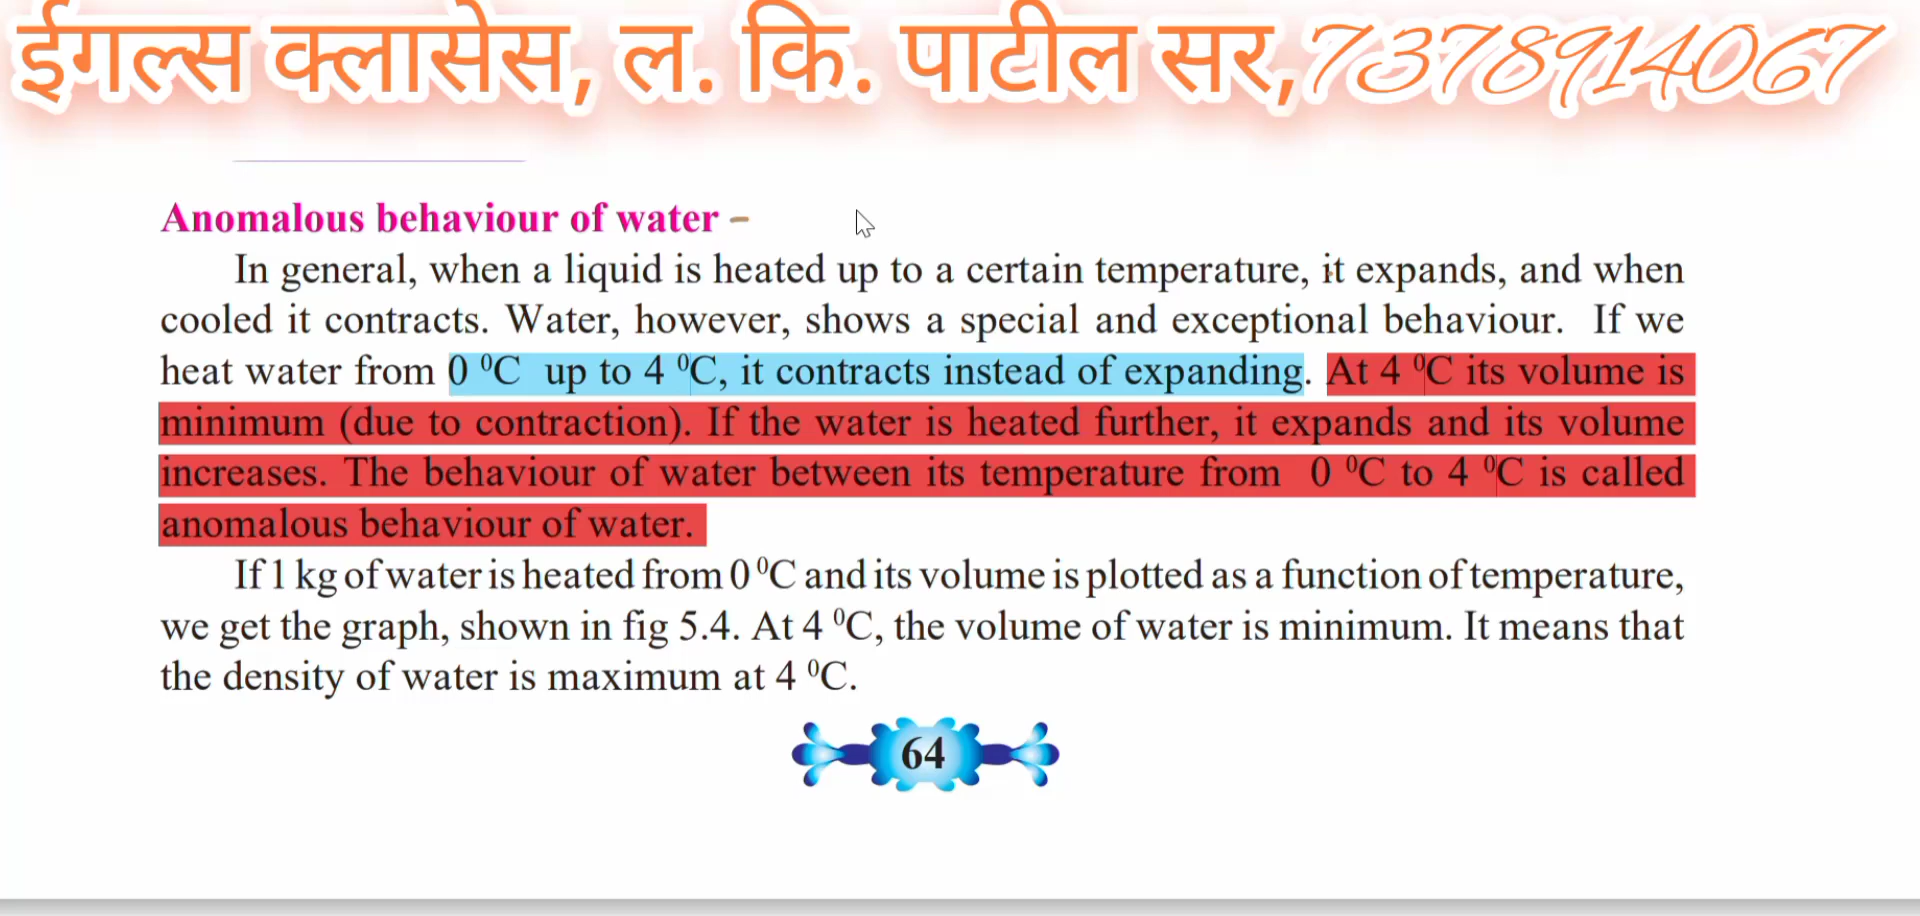 ईगल्स क्लासेस, ल. कि. पाटील सर,7378914067
Anomalous behaviour of water –
In general, when a liquid is heated up to a certain temperature, it expands, and when
cooled it contracts. Water, however, shows a special and exceptional behaviour. If we
heat water from 0 ⁰C up to 4 ⁰C, it contracts instead of expanding. At 4 ⁰C its volume is
minimum (due to contraction). If the water is heated further, it expands and its volume
increases. The behaviour of water between its temperature from 0 ⁰C to 4 ⁰C is called
anomalous behaviour of water.
If 1 kg of water is heated from 0 ⁰C and its volume is plotted as a function of temperature,
we get the graph, shown in fig 5.4. At 4 ⁰C, the volume of water is minimum. It means that
the density of water is maximum at 4 ⁰C.
64